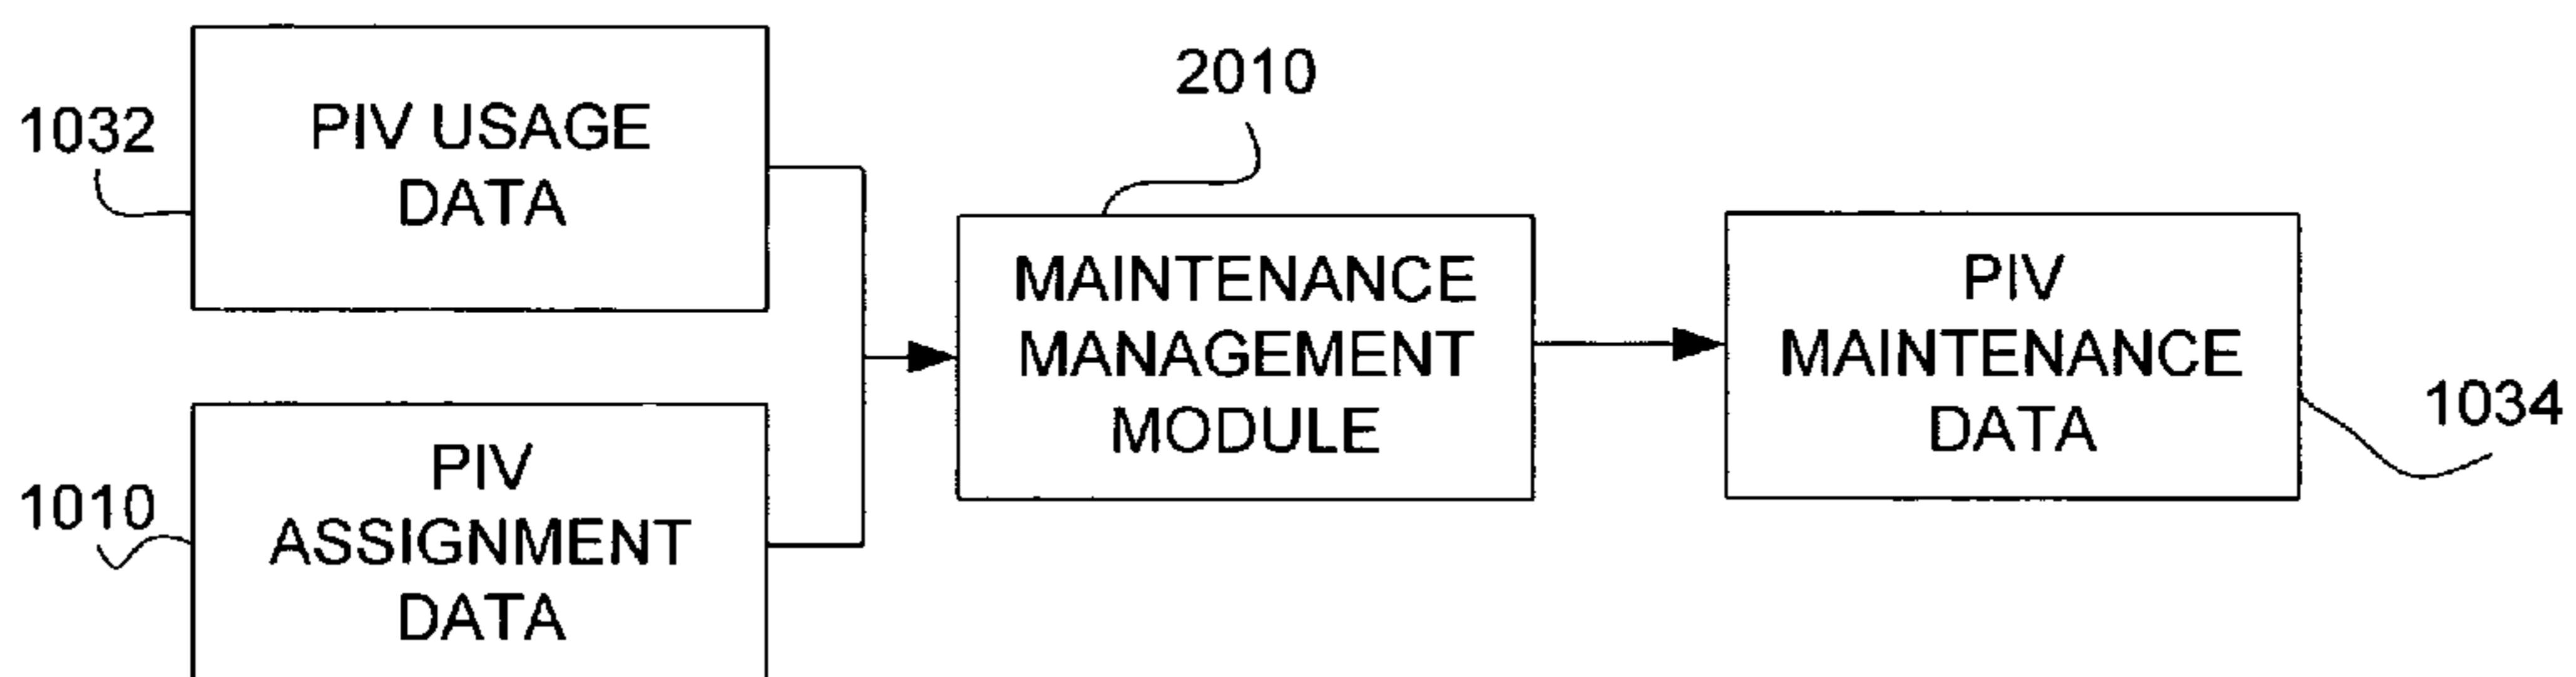 1032
PIV USAGE
DATA
1010
PIV
ASSIGNMENT
DATA
2010
MAINTENANCE
MANAGEMENT
MODULE
PIV
MAINTENANCE
DATA
1034